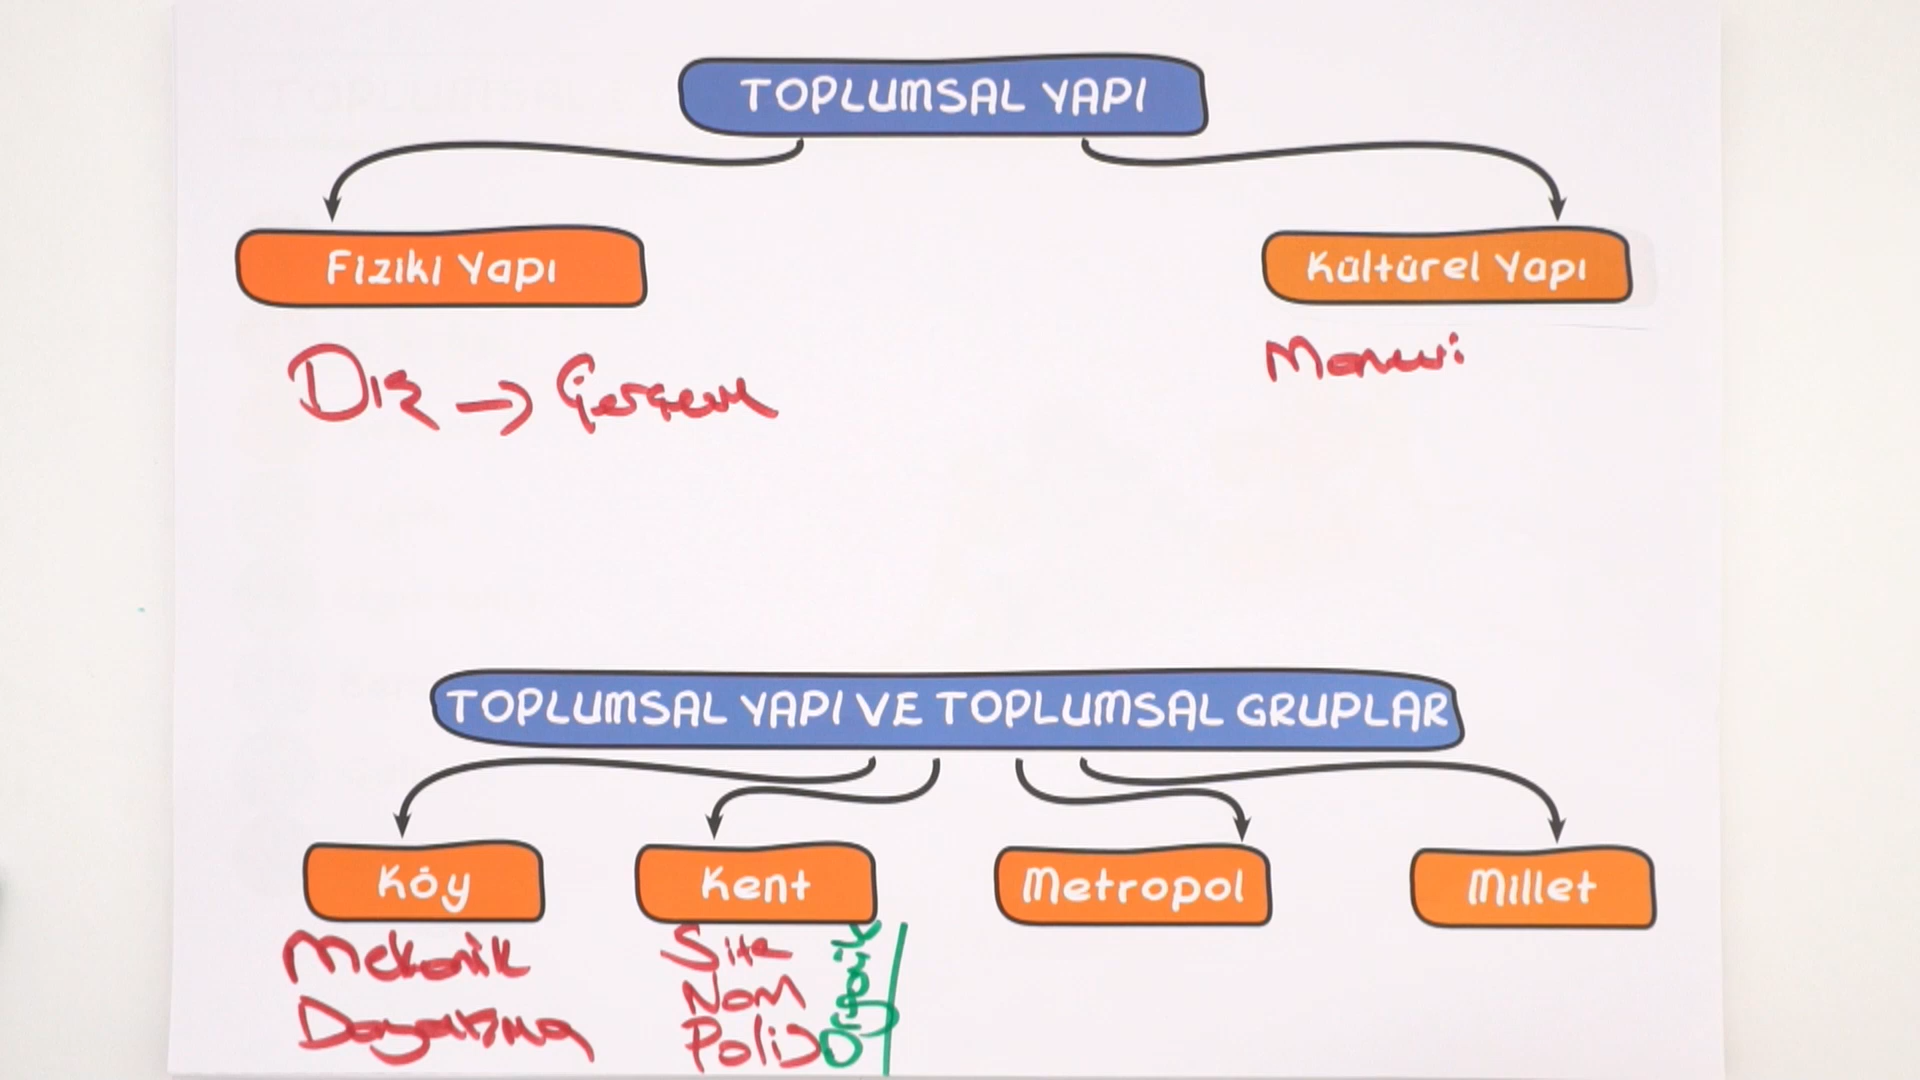 TOPLUMSAL YAPI
Fiziki Yapı
Kültürel Yapı
Dış → Çerçeve
Manevi
TOPLUMSAL YAPI VE TOPLUMSAL GRUPLAR
Köy
Kent
Metropol
Millet
Mekanik
Dayanışma
Site
Nom
Polis
Organik